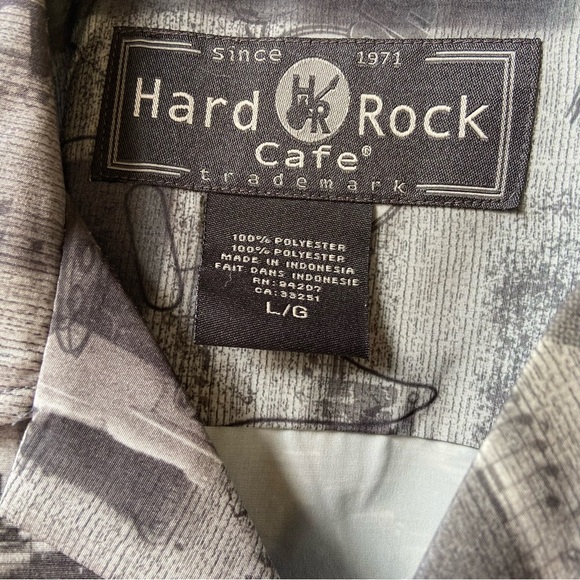 Since 1971
Hard HRC Rock
Cafe®
trademark
100% POLYESTER
100% POLYESTER
MADE IN INDONESIA
FAIT DANS INDONESIE
RN: 94207
CA: 33251
L/G